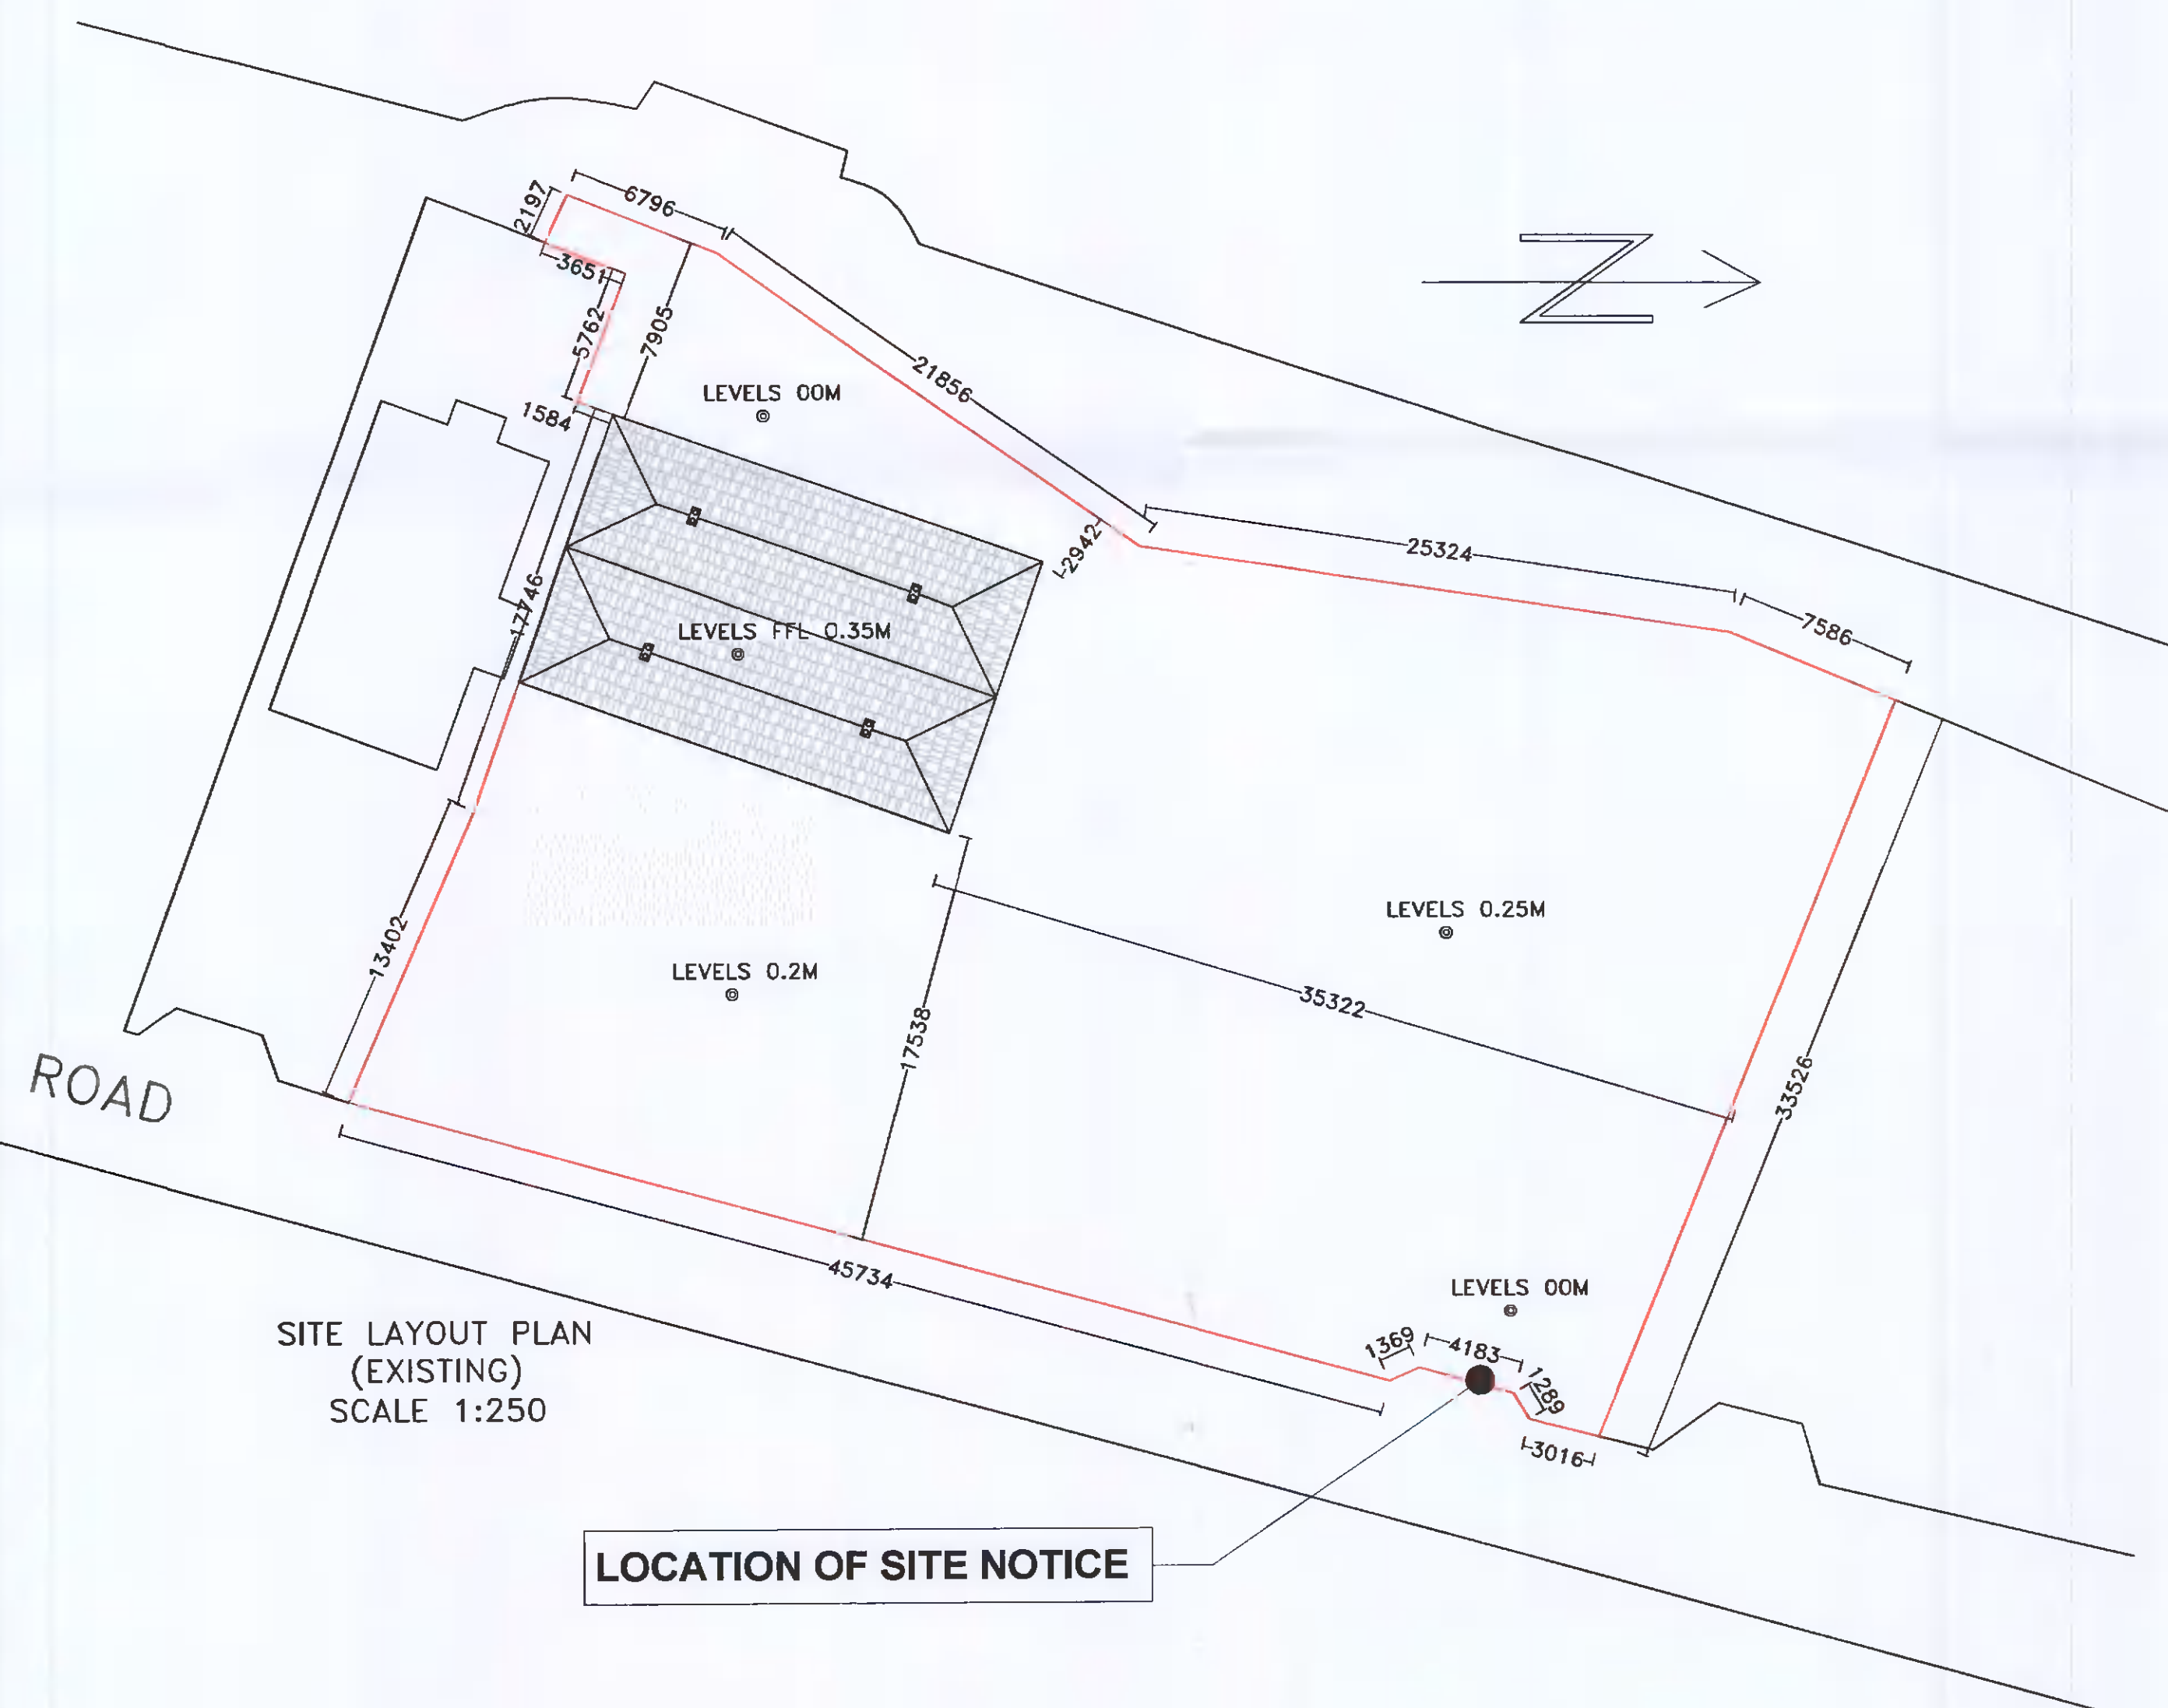 2197
6796
3651
5762
7905
21856
LEVELS 00M
1584
2942
25324
7586
17746
LEVELS FFL 0.35M
13402
LEVELS 0.25M
LEVELS 0.2M
35322
17538
33526
ROAD
45734
LEVELS 00M
1369
4183
1289
3016
SITE LAYOUT PLAN
(EXISTING)
SCALE 1:250
LOCATION OF SITE NOTICE